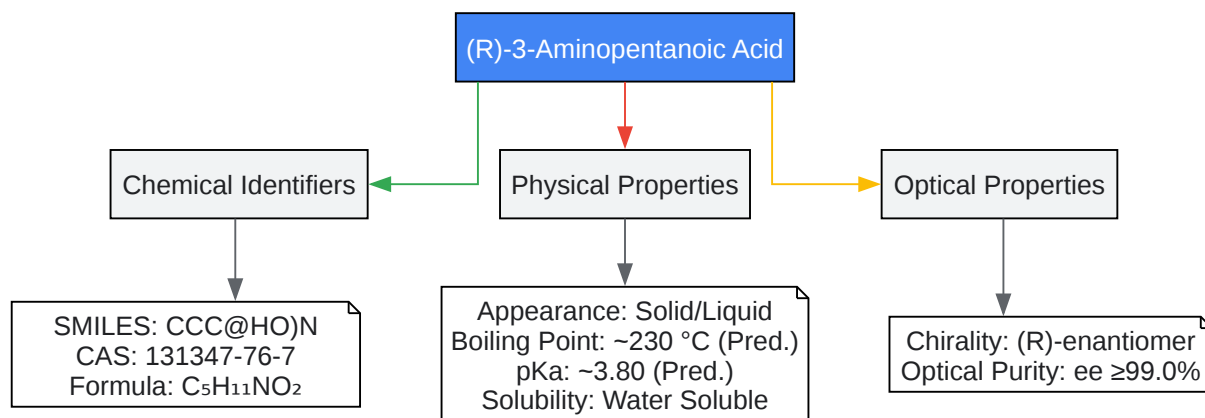 (R)-3-Aminopentanoic Acid
Chemical Identifiers
Physical Properties
Optical Properties
SMILES: CCC@HO)N
CAS: 131347-76-7
Formula: C₅H₁₁NO₂
Appearance: Solid/Liquid
Boiling Point: ~230 °C (Pred.)
pKa: ~3.80 (Pred.)
Solubility: Water Soluble
Chirality: (R)-enantiomer
Optical Purity: ee ≥99.0%